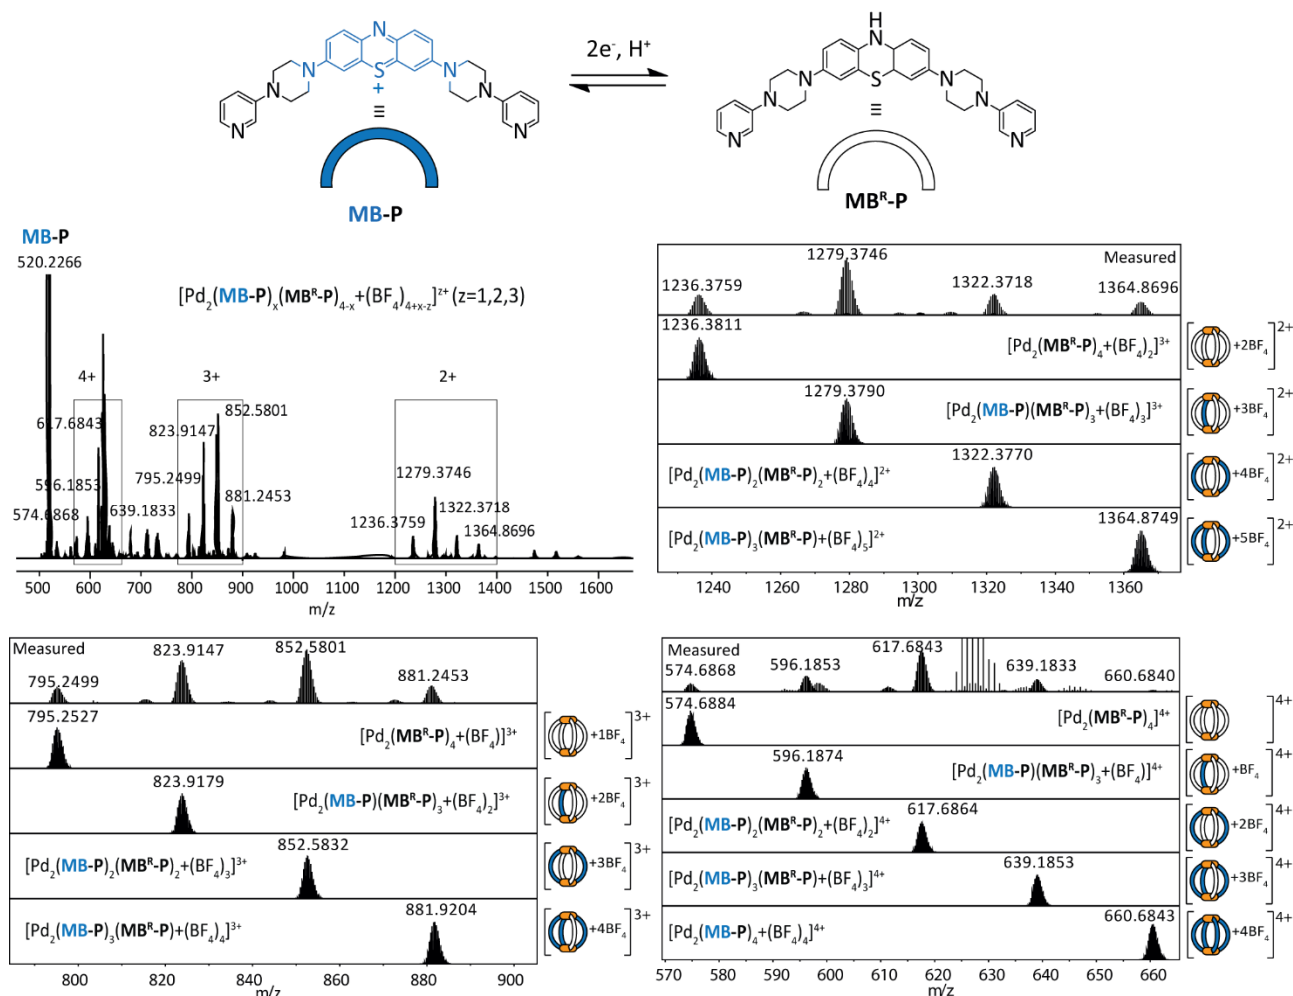 H
N
N
2e⁻, H⁺
N
S
+
N
N
N
N
N
N
S
N
N
N
N
N
N
≡
≡
MB-P
MBᴿ-P
MB-P
520.2266
[Pd₂(MB-P)ₓ(MBᴿ-P)₄₋ₓ+(BF₄)₄₊ₓ₋z]ᶻ⁺ (z=1,2,3)
4+
3+
2+
617.6843
852.5801
823.9147
596.1853
795.2499
574.6868
639.1833
881.2453
1279.3746
1236.3759
1322.3718
1364.8696
500 600 700 800 900 1000 1100 1200 1300 1400 1500 1600
m/z
1279.3746
Measured
1236.3759
1322.3718
1364.8696
1236.3811
[Pd₂(MBᴿ-P)₄+(BF₄)₂]³⁺
+2BF₄
2+
1279.3790
[Pd₂(MB-P)(MBᴿ-P)₃+(BF₄)₃]³⁺
+3BF₄
2+
1322.3770
[Pd₂(MB-P)₂(MBᴿ-P)₂+(BF₄)₄]²⁺
+4BF₄
2+
1364.8749
[Pd₂(MB-P)₃(MBᴿ-P)+(BF₄)₅]²⁺
+5BF₄
2+
1240 1260 1280 1300 1320 1340 1360
m/z
Measured
823.9147
852.5801
795.2499
881.2453
795.2527
[Pd₂(MBᴿ-P)₄+(BF₄)]³⁺
+1BF₄
3+
823.9179
[Pd₂(MB-P)(MBᴿ-P)₃+(BF₄)₂]³⁺
+2BF₄
3+
852.5832
[Pd₂(MB-P)₂(MBᴿ-P)₂+(BF₄)₃]³⁺
+3BF₄
3+
881.9204
[Pd₂(MB-P)₃(MBᴿ-P)+(BF₄)₄]³⁺
+4BF₄
3+
800 820 840 860 880 900
m/z
Measured
617.6843
574.6868
596.1853
639.1833
660.6840
574.6884
[Pd₂(MBᴿ-P)₄]⁴⁺
4+
596.1874
[Pd₂(MB-P)(MBᴿ-P)₃+(BF₄)]⁴⁺
+BF₄
4+
617.6864
[Pd₂(MB-P)₂(MBᴿ-P)₂+(BF₄)₂]⁴⁺
+2BF₄
4+
639.1853
[Pd₂(MB-P)₃(MBᴿ-P)+(BF₄)₃]⁴⁺
+3BF₄
4+
660.6843
[Pd₂(MB-P)₄+(BF₄)₄]⁴⁺
+4BF₄
4+
570 580 590 600 610 620 630 640 650 660
m/z